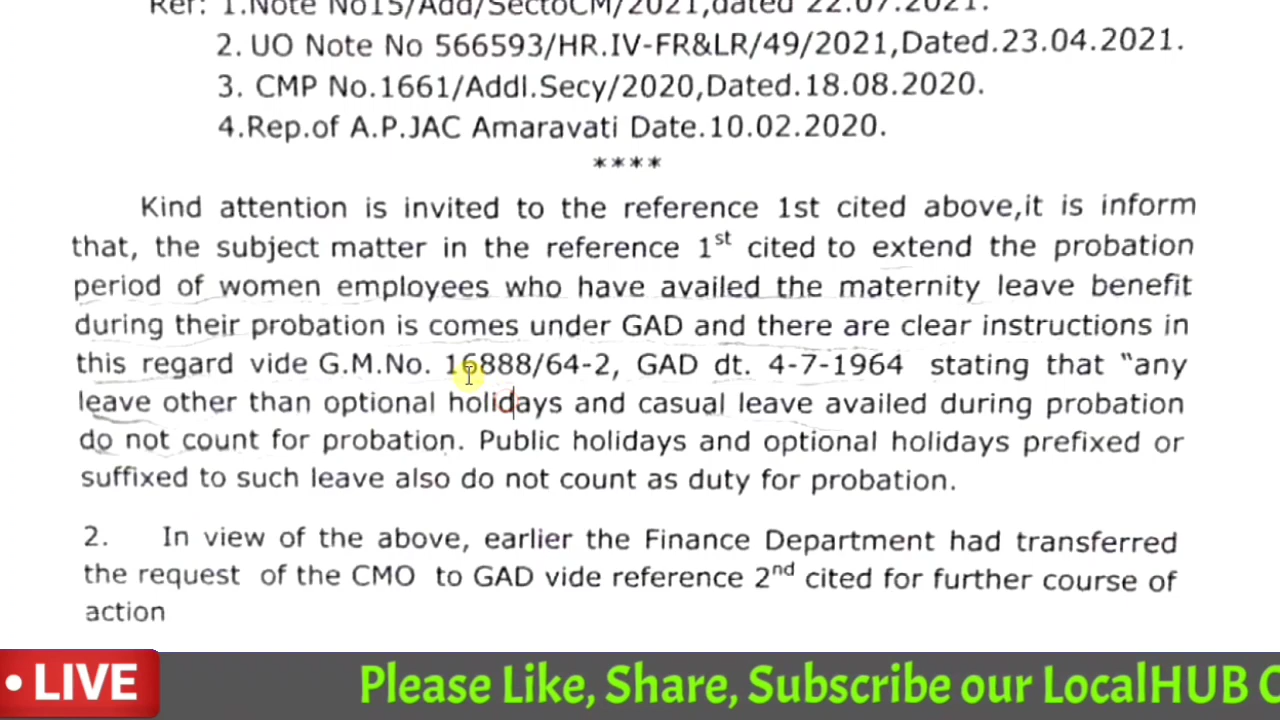 Ref: 1.Note No15/Add/SectoCM/2021,dated 22.07.2021.
2. UO Note No 566593/HR.IV-FR&LR/49/2021,Dated.23.04.2021.
3. CMP No.1661/Addl.Secy/2020,Dated.18.08.2020.
4.Rep.of A.P.JAC Amaravati Date.10.02.2020.
****
Kind attention is invited to the reference 1st cited above,it is inform
that, the subject matter in the reference 1st cited to extend the probation
period of women employees who have availed the maternity leave benefit
during their probation is comes under GAD and there are clear instructions in
this regard vide G.M.No. 16888/64-2, GAD dt. 4-7-1964 stating that “any
leave other than optional holidays and casual leave availed during probation
do not count for probation. Public holidays and optional holidays prefixed or
suffixed to such leave also do not count as duty for probation.
2. In view of the above, earlier the Finance Department had transferred
the request of the CMO to GAD vide reference 2nd cited for further course of
action
• LIVE Please Like, Share, Subscribe our LocalHUB C